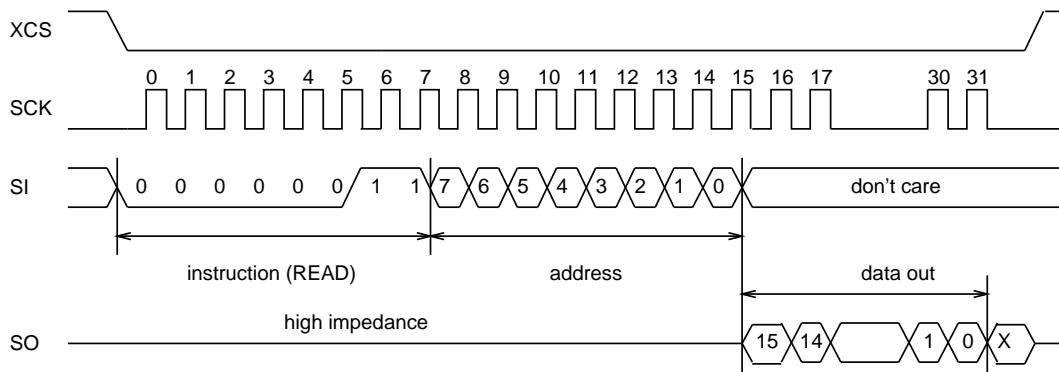 XCS
0 1 2 3 4 5 6 7 8 9 10 11 12 13 14 15 16 17 30 31
SCK
SI 0 0 0 0 0 0 1 1 7 6 5 4 3 2 1 0 don't care
instruction (READ) address data out
high impedance
SO 15 14 1 0 X